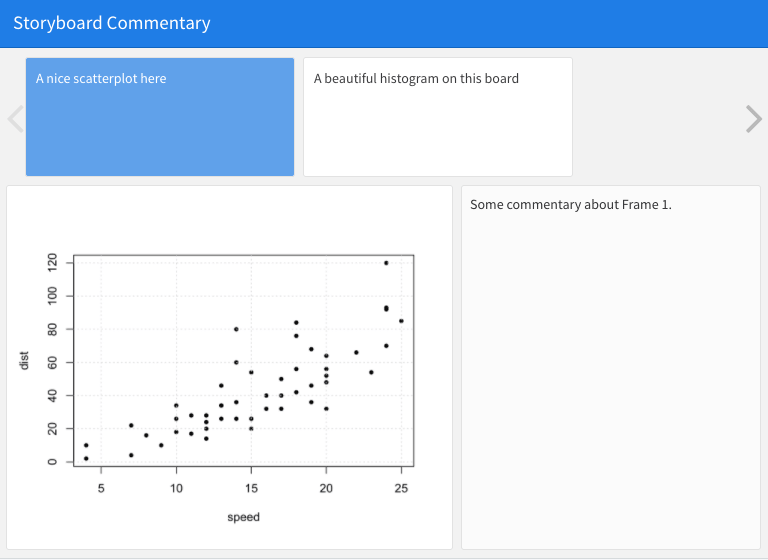 Storyboard Commentary
A nice scatterplot here
A beautiful histogram on this board
Some commentary about Frame 1.
120
100
80
60
40
20
0
dist
5 10 15 20 25
speed